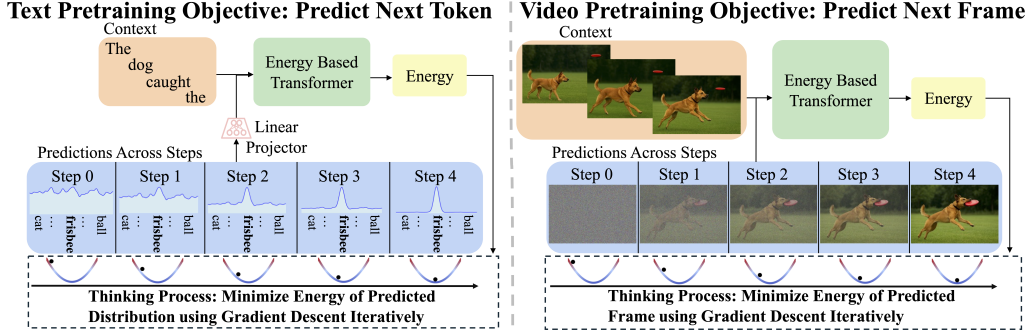 Text Pretraining Objective: Predict Next Token
Context
The
dog
caught
the
Energy Based
Transformer
Energy
Linear
Projector
Predictions Across Steps
Step 0
Step 1
Step 2
Step 3
Step 4
cat
...
frisbee
...
ball
cat
...
frisbee
...
ball
cat
...
frisbee
...
ball
cat
...
frisbee
...
ball
cat
...
frisbee
...
ball
Thinking Process: Minimize Energy of Predicted
Distribution using Gradient Descent Iteratively
Video Pretraining Objective: Predict Next Frame
Context
Energy Based
Transformer
Energy
Predictions Across Steps
Step 0
Step 1
Step 2
Step 3
Step 4
Thinking Process: Minimize Energy of Predicted
Frame using Gradient Descent Iteratively